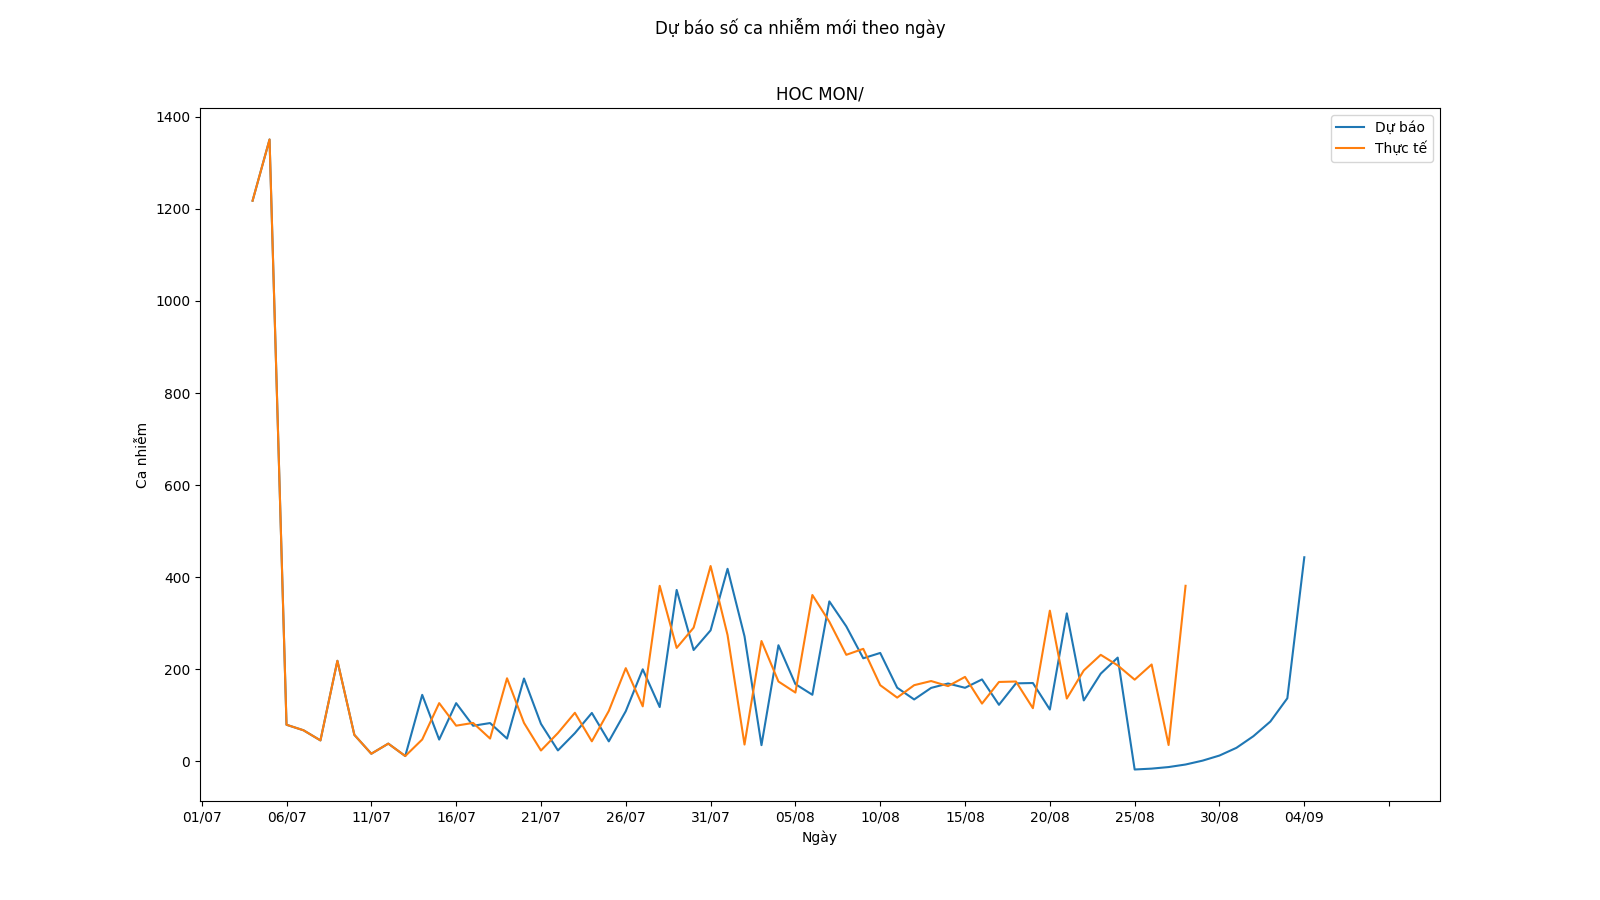 Dự báo số ca nhiễm mới theo ngày
HOC MON/
Dự báo
Thực tế
Ca nhiễm
1400
1200
1000
800
600
400
200
0
01/07 06/07 11/07 16/07 21/07 26/07 31/07 05/08 10/08 15/08 20/08 25/08 30/08 04/09
Ngày